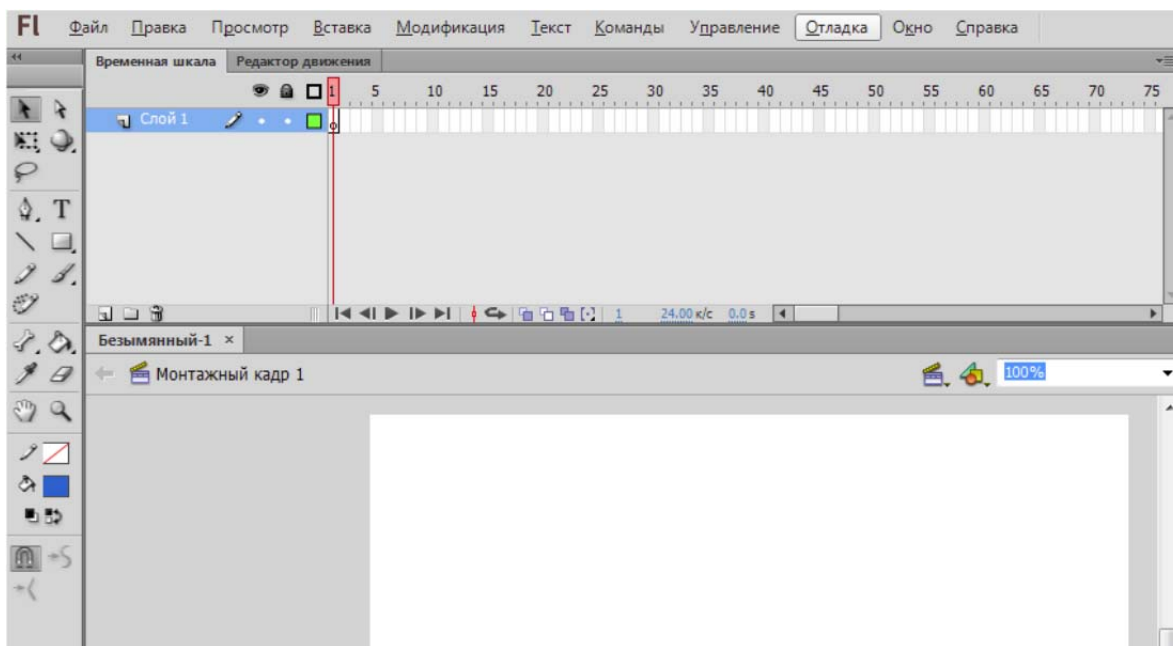 Fl Файл Правка Просмотр Вставка Модификация Текст Команды Управление Отладка Окно Справка
Временная шкала Редактор движения
1 5 10 15 20 25 30 35 40 45 50 55 60 65 70 75
Слой 1
1 24.00 к/с 0.0 s
Безымянный-1 ×
Монтажный кадр 1 100%
T